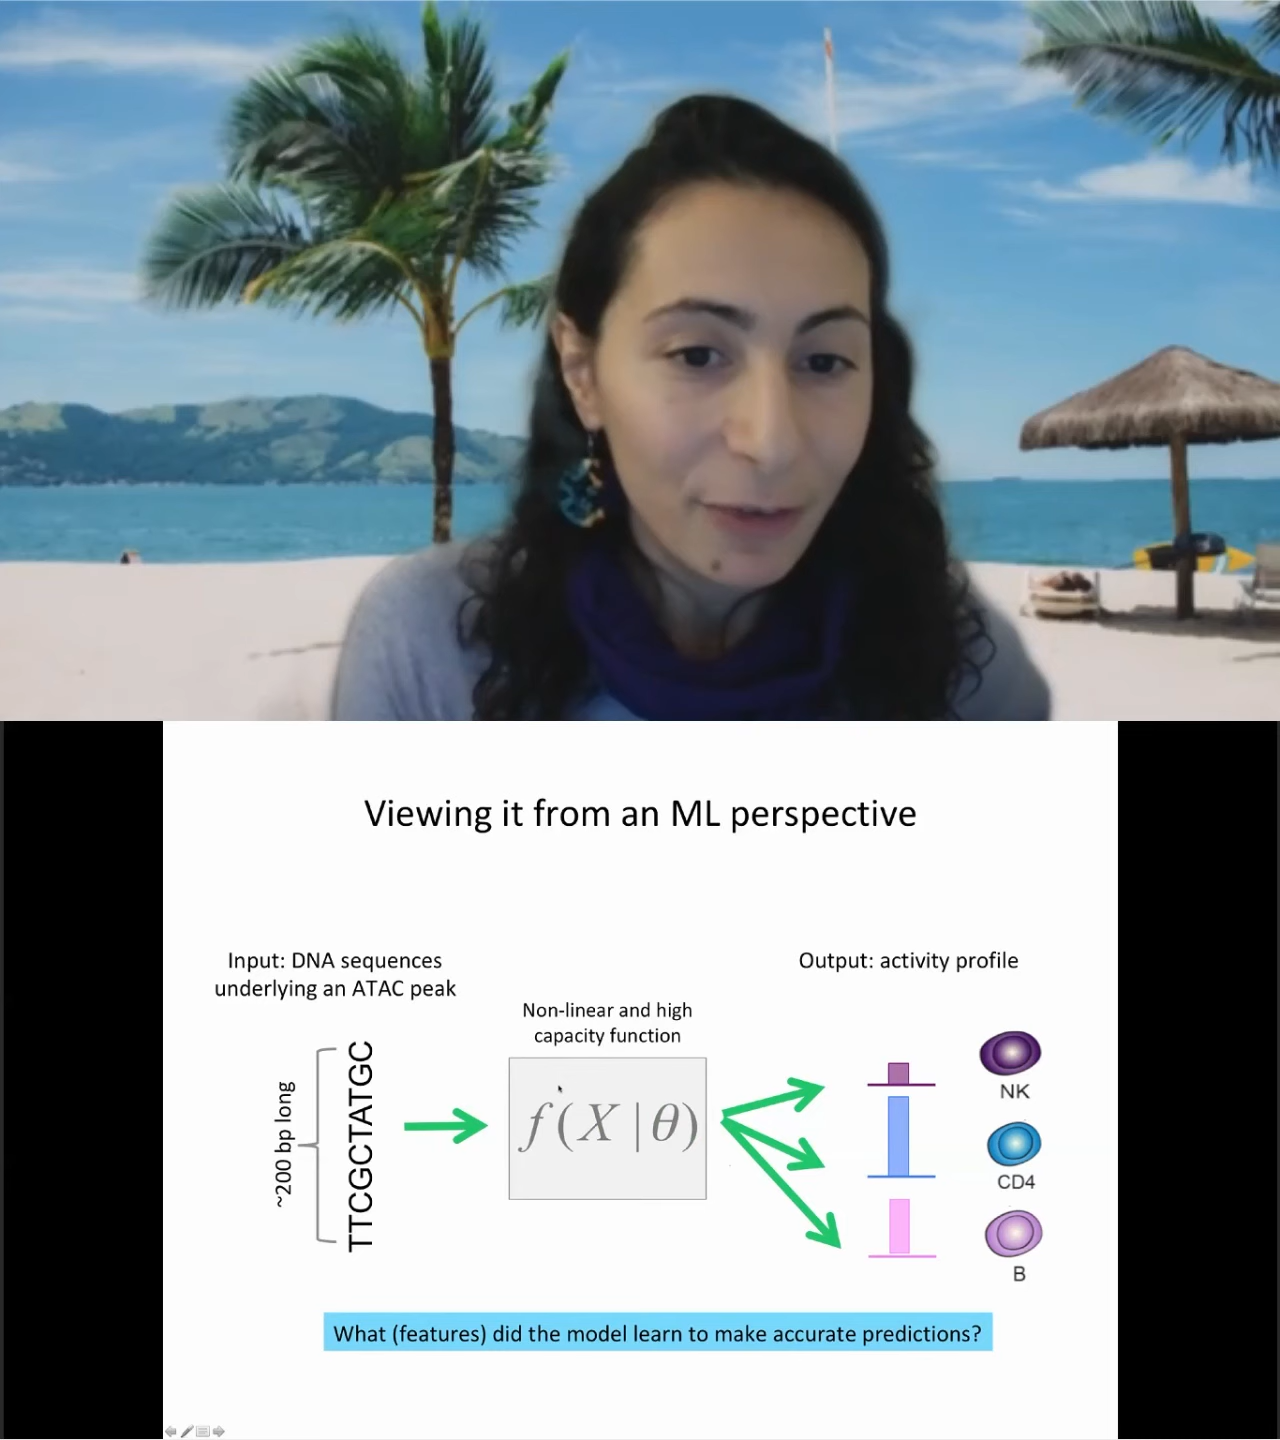 Viewing it from an ML perspective
Input: DNA sequences
underlying an ATAC peak
Output: activity profile
Non-linear and high
capacity function
~200 bp long
TTCGCTATGC
f(X|θ)
NK
CD4
B
What (features) did the model learn to make accurate predictions?